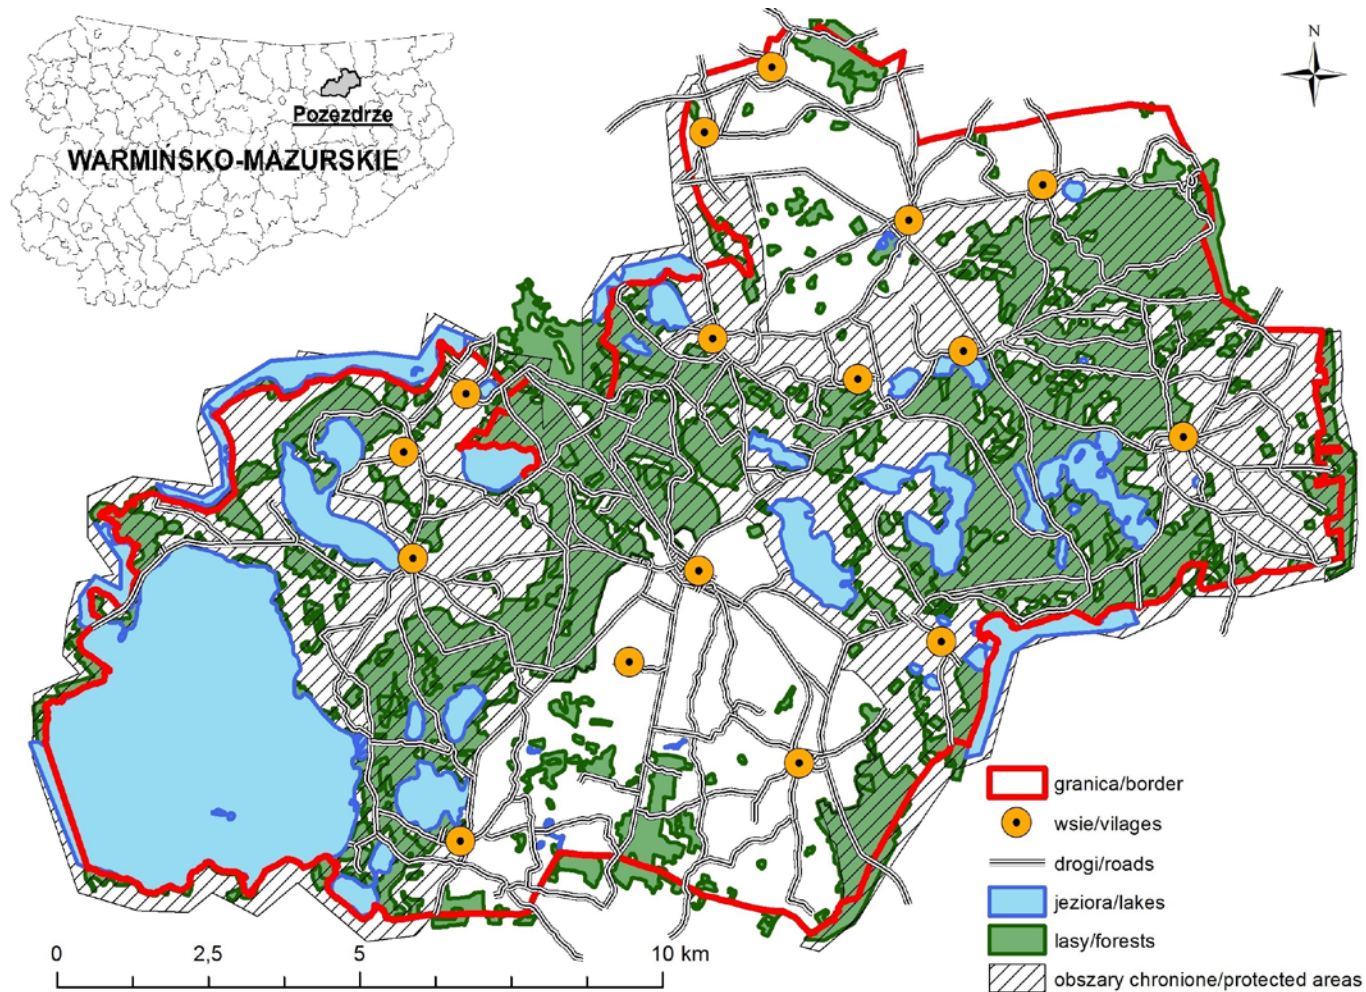 N
Pozezdrze
WARMIŃSKO-MAZURSKIE
granica/border
wsie/vilages
drogi/roads
jeziora/lakes
lasy/forests
obszary chronione/protected areas
0 2,5 5 10 km